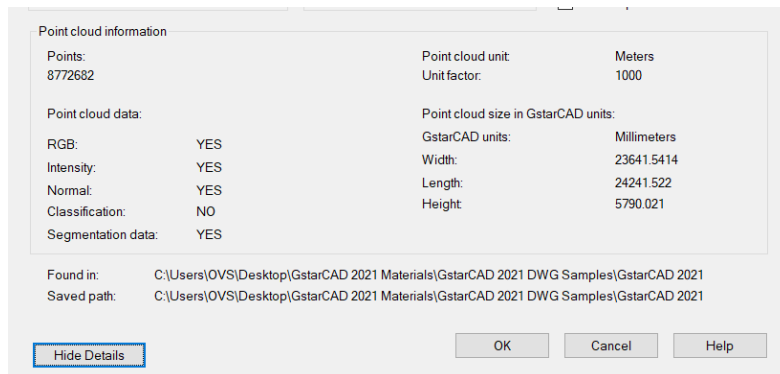 Point cloud information
Points:
8772682
Point cloud unit: Meters
Unit factor: 1000
Point cloud data:
RGB: YES
Intensity: YES
Normal: YES
Classification: NO
Segmentation data: YES
Point cloud size in GstarCAD units:
GstarCAD units: Millimeters
Width: 23641.5414
Length: 24241.522
Height: 5790.021
Found in: C:\Users\OVS\Desktop\GstarCAD 2021 Materials\GstarCAD 2021 DWG Samples\GstarCAD 2021
Saved path: C:\Users\OVS\Desktop\GstarCAD 2021 Materials\GstarCAD 2021 DWG Samples\GstarCAD 2021
Hide Details
OK
Cancel
Help